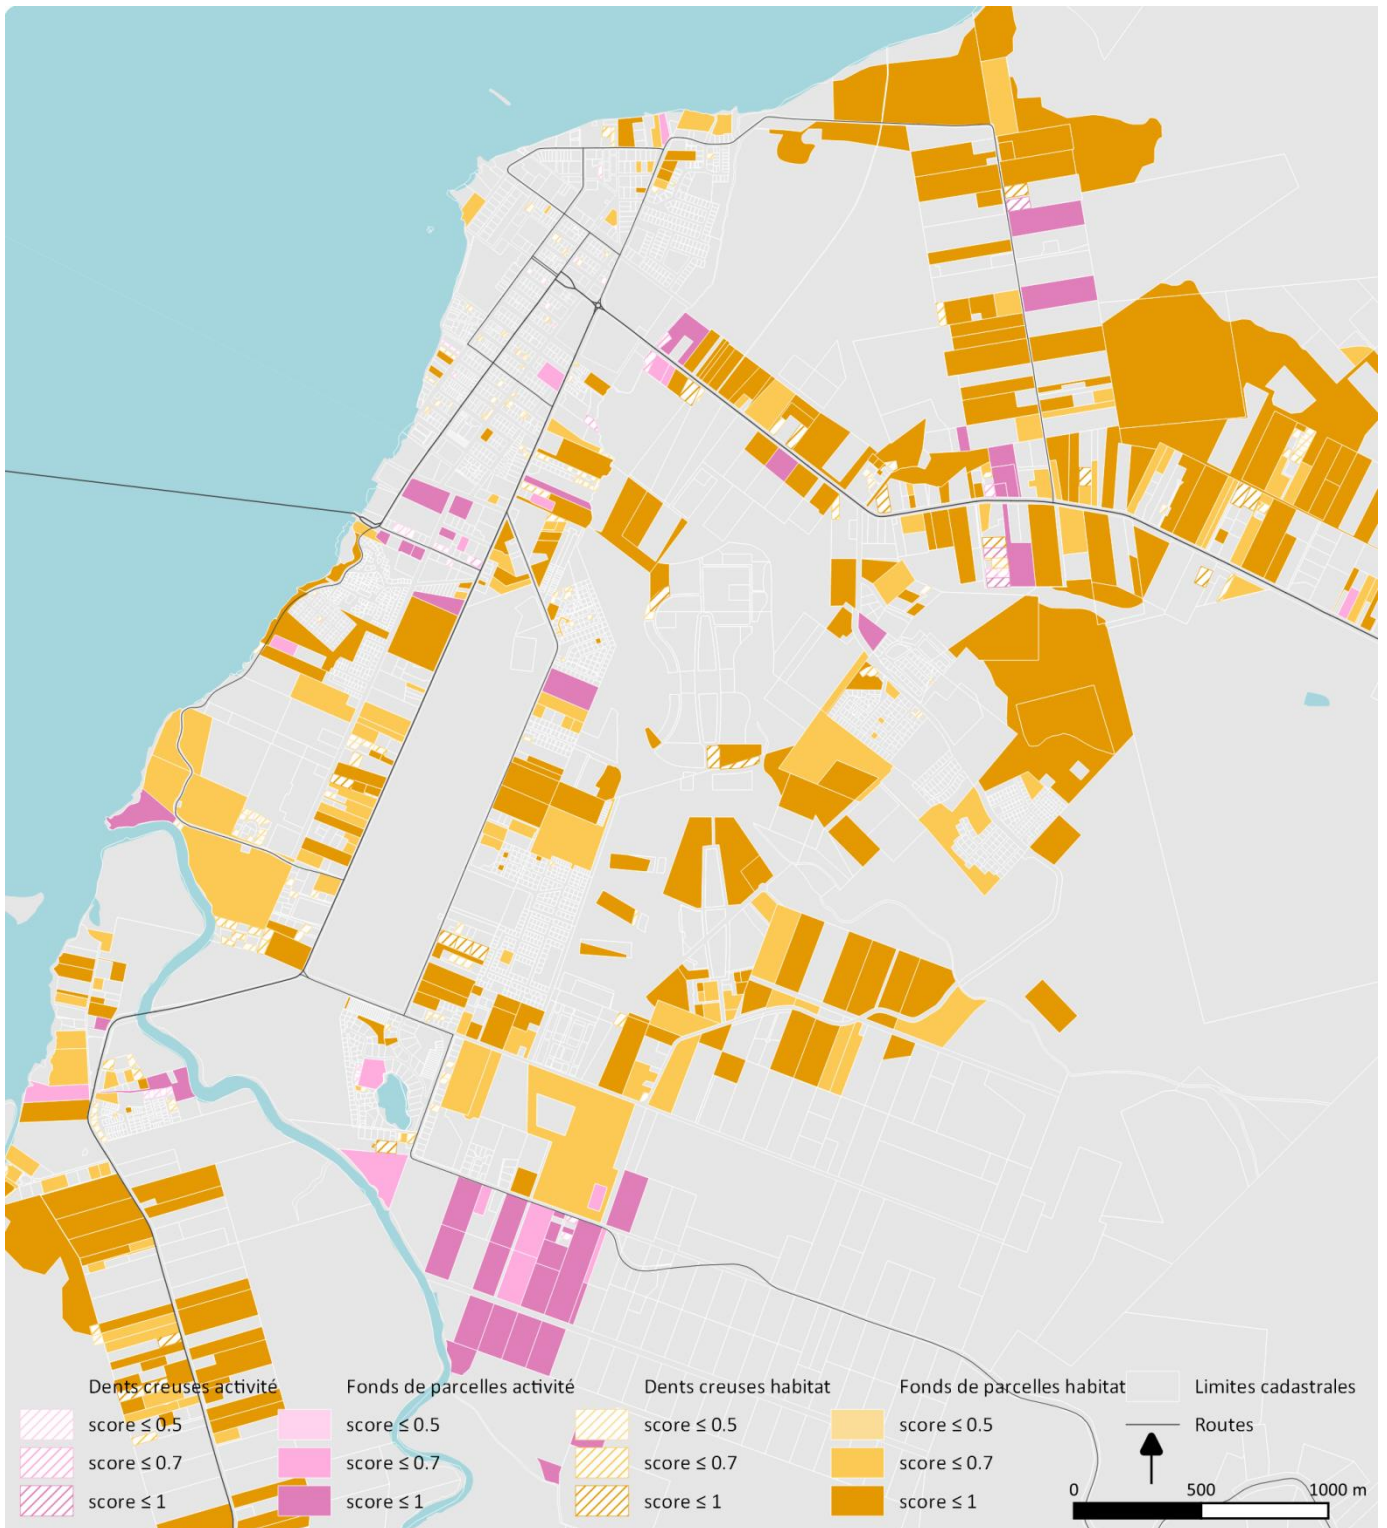 Dents creuses activité Fonds de parcelles activité Dents creuses habitat Fonds de parcelles habitat Limites cadastrales
score ≤ 0.5 score ≤ 0.5 score ≤ 0.5 score ≤ 0.5 Routes
score ≤ 0.7 score ≤ 0.7 score ≤ 0.7 score ≤ 0.7
score ≤ 1 score ≤ 1 score ≤ 1 score ≤ 1
0 500 1000 m